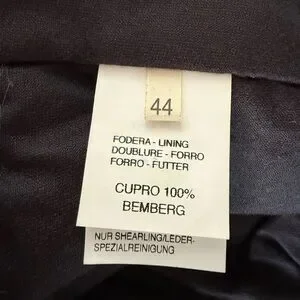 44
FODERA - LINING
DOUBLURE - FORRO
FORRO - FUTTER
CUPRO 100%
BEMBERG
NUR SHEARLING/LEDER-
SPEZIALREINIGUNG